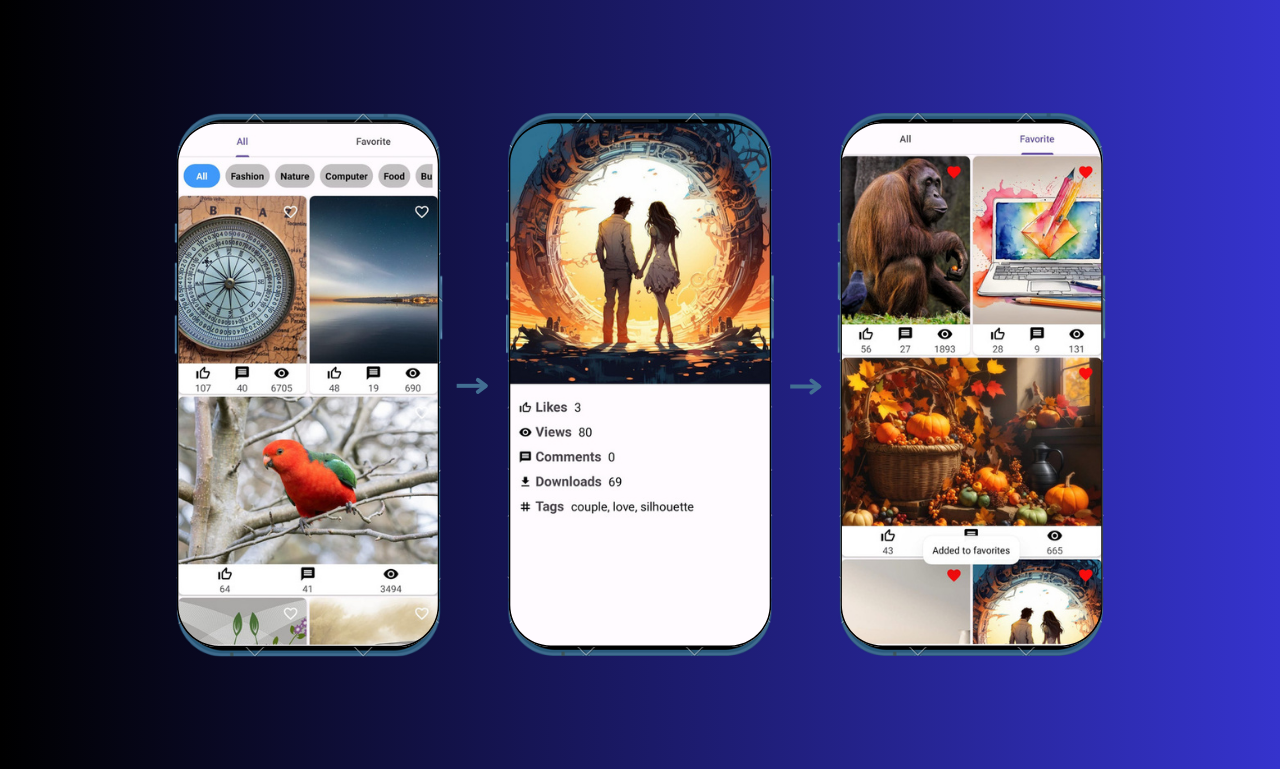 All Favorite
All Fashion Nature Computer Food Bu
B R A
107 40 6705
48 19 690
64 41 3494
Likes 3
Views 80
Comments 0
Downloads 69
Tags couple, love, silhouette
All Favorite
56 27 1893
28 9 131
43 665
Added to favorites